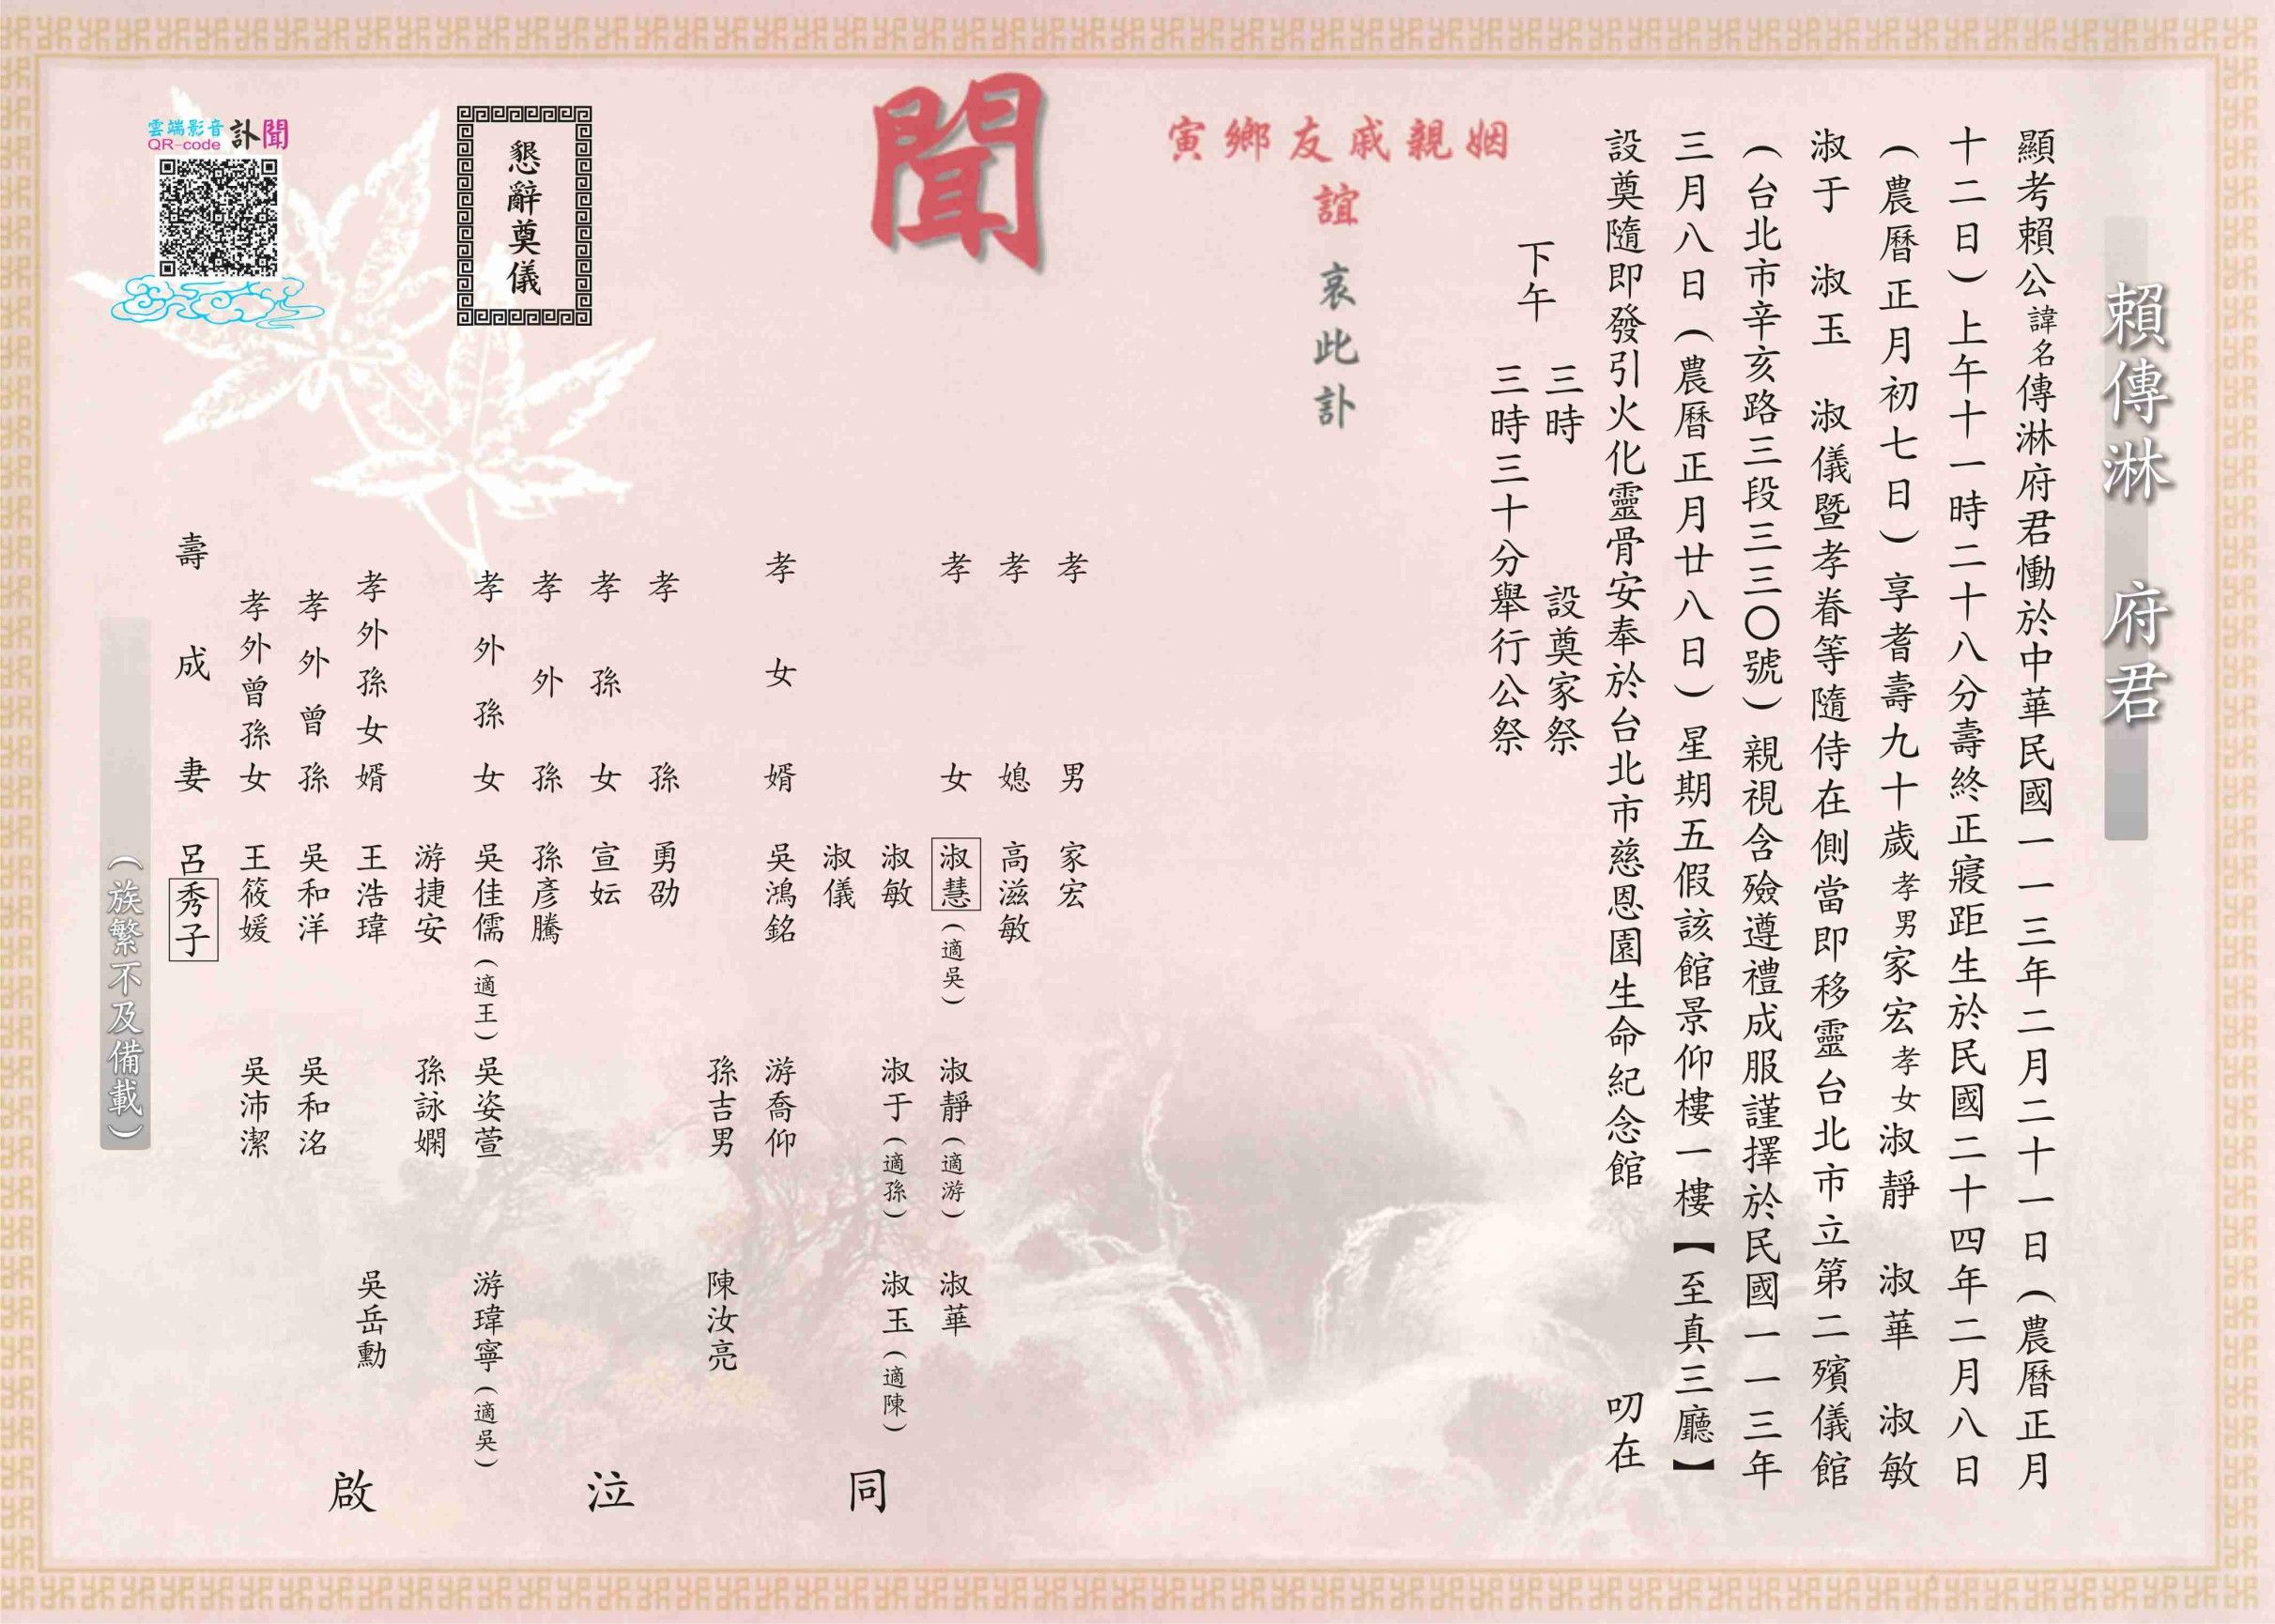 賴傳淋　府君
顯考賴公諱名傳淋府君慟於中華民國一一三年二月二十一日（農曆正月
十二日）上午十一時二十八分壽終正寢距生於民國二十四年二月八日
（農曆正月初七日）享耆壽九十歲孝男家宏孝女淑靜　淑華　淑敏
淑于　淑玉　淑儀暨孝眷等隨侍在側當即移靈台北市立第二殯儀館
（台北市辛亥路三段三三〇號）親視含殮遵禮成服謹擇於民國一一三年
三月八日（農曆正月廿八日）星期五假該館景仰樓一樓【至真三廳】
設奠隨即發引火化靈骨安奉於台北市慈恩園生命紀念館　叨在
下午
三時　設奠家祭
三時三十分舉行公祭
姻親戚友鄉寅
誼
哀此訃
聞
孝男　家宏
孝媳　高滋敏
孝女　淑慧（適吳）　淑靜（適游）　淑華
淑敏　淑于（適孫）　淑玉（適陳）
淑儀
孝女婿　吳鴻銘　游喬仰
孫吉男　陳汝亮
孝孫　勇劭
孝孫女　宣妘
孝外孫　孫彥騰
孝外孫女　吳佳儒（適王）　吳姿萱　游瑋寧（適吳）
游捷安　孫詠嫻
孝外孫女婿　王浩瑋　吳岳勳
孝外曾孫　吳和洋　吳和洺
孝外曾孫女　王筱媛　吳沛潔
壽成妻　呂秀子
同泣啟
（族繁不及備載）
懇辭奠儀
雲端影音
QR-code
訃聞